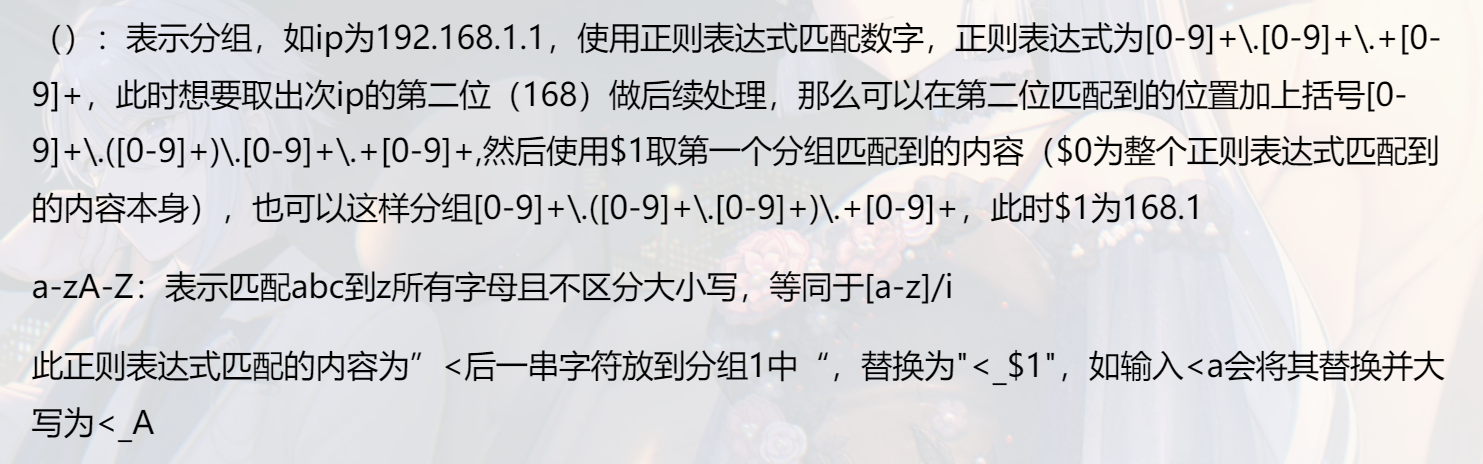 （）：表示分组，如ip为192.168.1.1，使用正则表达式匹配数字，正则表达式为[0-9]+\.[0-9]+\.+[0-
9]+，此时想要取出次ip的第二位（168）做后续处理，那么可以在第二位匹配到的位置加上括号[0-
9]+\.([0-9]+)\.[0-9]+\.+[0-9]+,然后使用$1取第一个分组匹配到的内容（$0为整个正则表达式匹配到
的内容本身），也可以这样分组[0-9]+\.([0-9]+\.[0-9]+)\.+[0-9]+，此时$1为168.1
a-zA-Z：表示匹配abc到z所有字母且不区分大小写，等同于[a-z]/i
此正则表达式匹配的内容为”<后一串字符放到分组1中“，替换为"<_$1"，如输入<a会将其替换并大
写为<_A